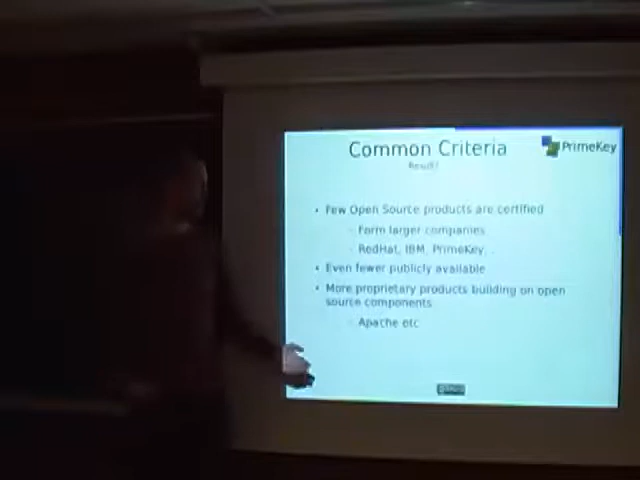 Common Criteria
PrimeKey
Result?
• Few Open Source products are certified
- Form larger companies
- RedHat, IBM, PrimeKey...
• Even fewer publicly available
• More proprietary products building on open
source components
- Apache etc